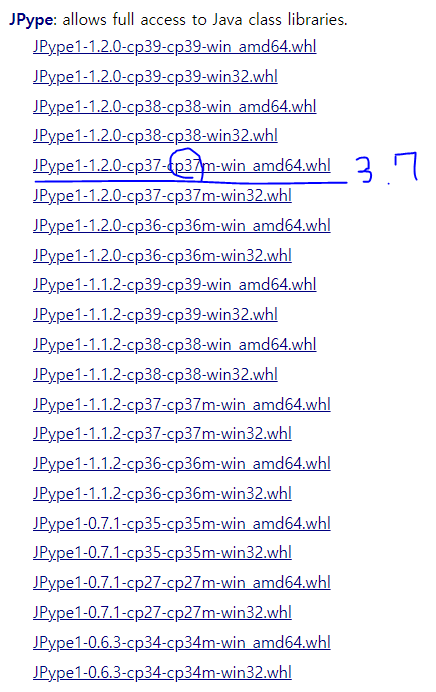 JPype: allows full access to Java class libraries.
JPype1-1.2.0-cp39-cp39-win_amd64.whl
JPype1-1.2.0-cp39-cp39-win32.whl
JPype1-1.2.0-cp38-cp38-win_amd64.whl
JPype1-1.2.0-cp38-cp38-win32.whl
JPype1-1.2.0-cp37-cp37m-win_amd64.whl 3.7
JPype1-1.2.0-cp37-cp37m-win32.whl
JPype1-1.2.0-cp36-cp36m-win_amd64.whl
JPype1-1.2.0-cp36-cp36m-win32.whl
JPype1-1.1.2-cp39-cp39-win_amd64.whl
JPype1-1.1.2-cp39-cp39-win32.whl
JPype1-1.1.2-cp38-cp38-win_amd64.whl
JPype1-1.1.2-cp38-cp38-win32.whl
JPype1-1.1.2-cp37-cp37m-win_amd64.whl
JPype1-1.1.2-cp37-cp37m-win32.whl
JPype1-1.1.2-cp36-cp36m-win_amd64.whl
JPype1-1.1.2-cp36-cp36m-win32.whl
JPype1-0.7.1-cp35-cp35m-win_amd64.whl
JPype1-0.7.1-cp35-cp35m-win32.whl
JPype1-0.7.1-cp27-cp27m-win_amd64.whl
JPype1-0.7.1-cp27-cp27m-win32.whl
JPype1-0.6.3-cp34-cp34m-win_amd64.whl
JPype1-0.6.3-cp34-cp34m-win32.whl